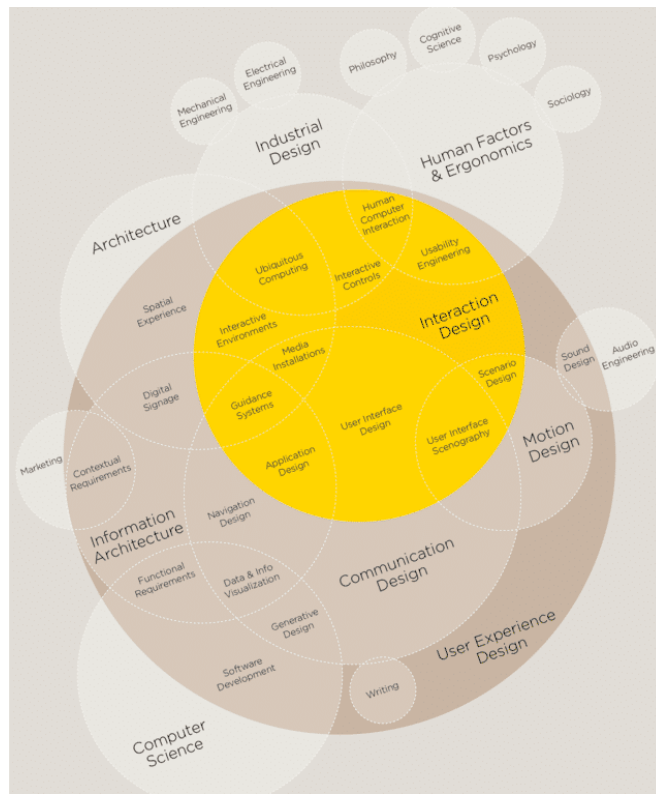 Cognitive
Science
Philosophy
Psychology
Electrical
Engineering
Mechanical
Engineering
Sociology
Industrial
Design
Human Factors
& Ergonomics
Architecture
Human
Computer
Interaction
Usability
Engineering
Ubiquitous
Computing
Interactive
Controls
Spatial
Experience
Interactive
Environments
Interaction
Design
Media
Installations
Sound
Design
Audio
Engineering
Scenario
Design
Digital
Signage
Guidance
Systems
User Interface
Design
User Interface
Scenography
Motion
Design
Marketing
Contextual
Requirements
Application
Design
Navigation
Design
Information
Architecture
Functional
Requirements
Data & Info
Visualization
Communication
Design
Generative
Design
User Experience
Design
Software
Development
Writing
Computer
Science